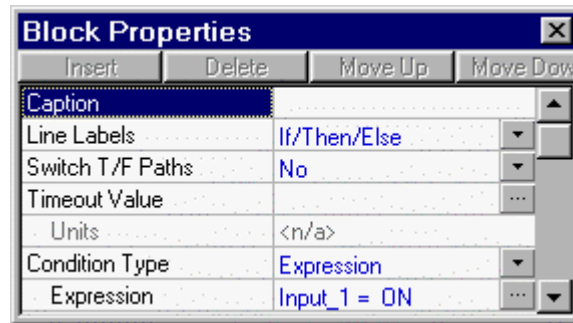 Block Properties
Insert Delete Move Up Move Dow
Caption
Line Labels If/Then/Else
Switch T/F Paths No
Timeout Value
Units <n/a>
Condition Type Expression
Expression Input_1 = ON